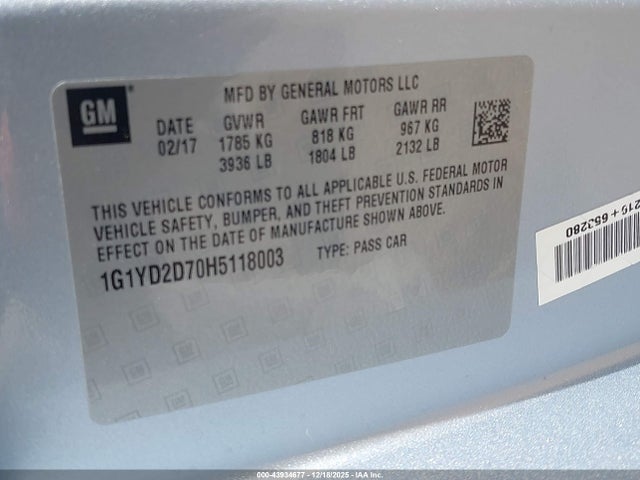 GM
MFD BY GENERAL MOTORS LLC
DATE GVWR GAWR FRT GAWR RR
02/17 1785 KG 818 KG 967 KG
3936 LB 1804 LB 2132 LB
THIS VEHICLE CONFORMS TO ALL APPLICABLE U.S. FEDERAL MOTOR
VEHICLE SAFETY, BUMPER, AND THEFT PREVENTION STANDARDS IN
EFFECT ON THE DATE OF MANUFACTURE SHOWN ABOVE.
1G1YD2D70H5118003 TYPE: PASS CAR
216 + 653280
000-43934677 - 12/18/2025 - IAA Inc.